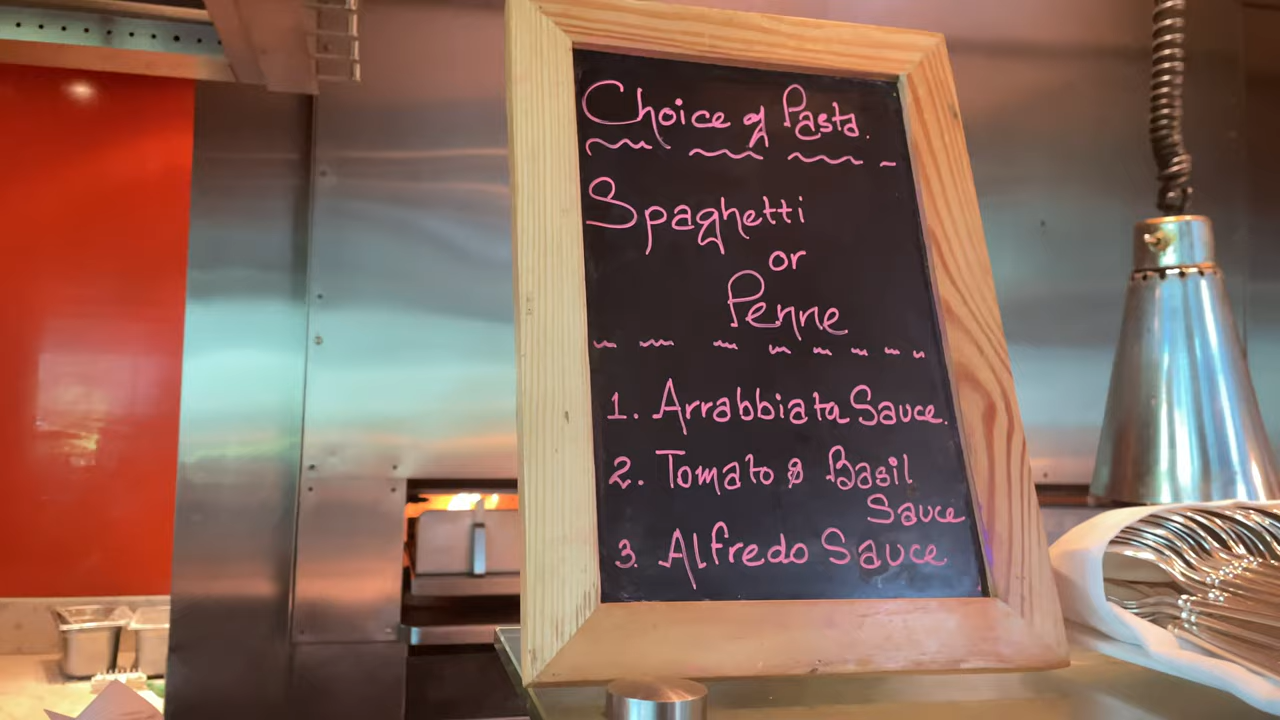 Choice of Pasta.
Spaghetti
or
Penne
1. Arrabbiata Sauce.
2. Tomato & Basil
Sauce
3. Alfredo Sauce